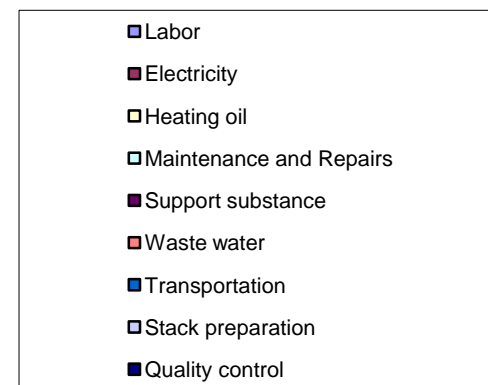 Labor
Electricity
Heating oil
Maintenance and Repairs
Support substance
Waste water
Transportation
Stack preparation
Quality control